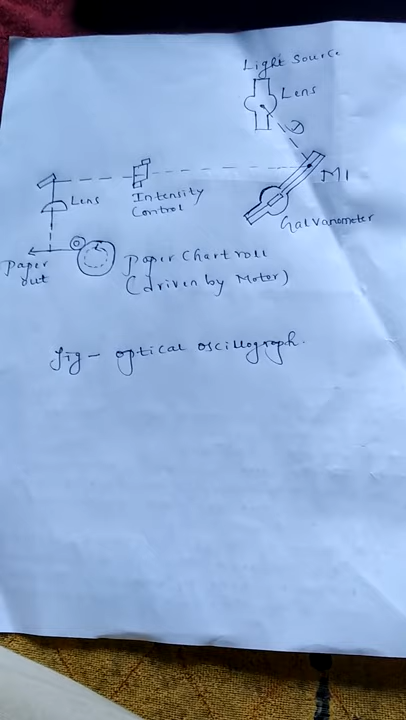 Light Source
Lens
M1
Lens
Intensity
Control
Galvanometer
Paper
out
Paper Chart roll
(driven by Motor)
fig - optical oscillograph.